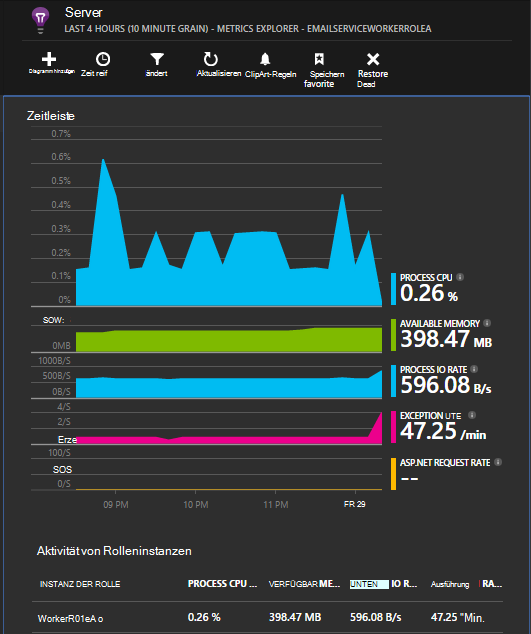 Server
LAST 4 HOURS (10 MINUTE GRAIN) - METRICS EXPLORER - EMAILSERVICEWORKERROLEA
Diagramm hinzufügen
Zeit reif
ändert
Aktualisieren
ClipArt-Regeln
Speichern
favorite
Restore
Dead
Zeitleiste
0.7%
0.6%
0.5%
0.4%
0.3%
0.2%
0.1%
0%
PROCESS CPU
0.26 %
SOW:
0MB
AVAILABLE MEMORY
398.47 MB
1000B/S
500B/S
0B/S
PROCESS IO RATE
596.08 B/s
4/S
2/S
Erze
EXCEPTION UTE
47.25 /min
100/S
SOS
0/S
ASP.NET REQUEST RATE
--
09 PM 10 PM 11 PM FR 29
Aktivität von Rolleninstanzen
INSTANZ DER ROLLE PROCESS CPU ... VERFÜGBAR ME... UNTEN IO R... Ausführung RA...
WorkerR01eA o 0.26 % 398.47 MB 596.08 B/s 47.25 "Min.